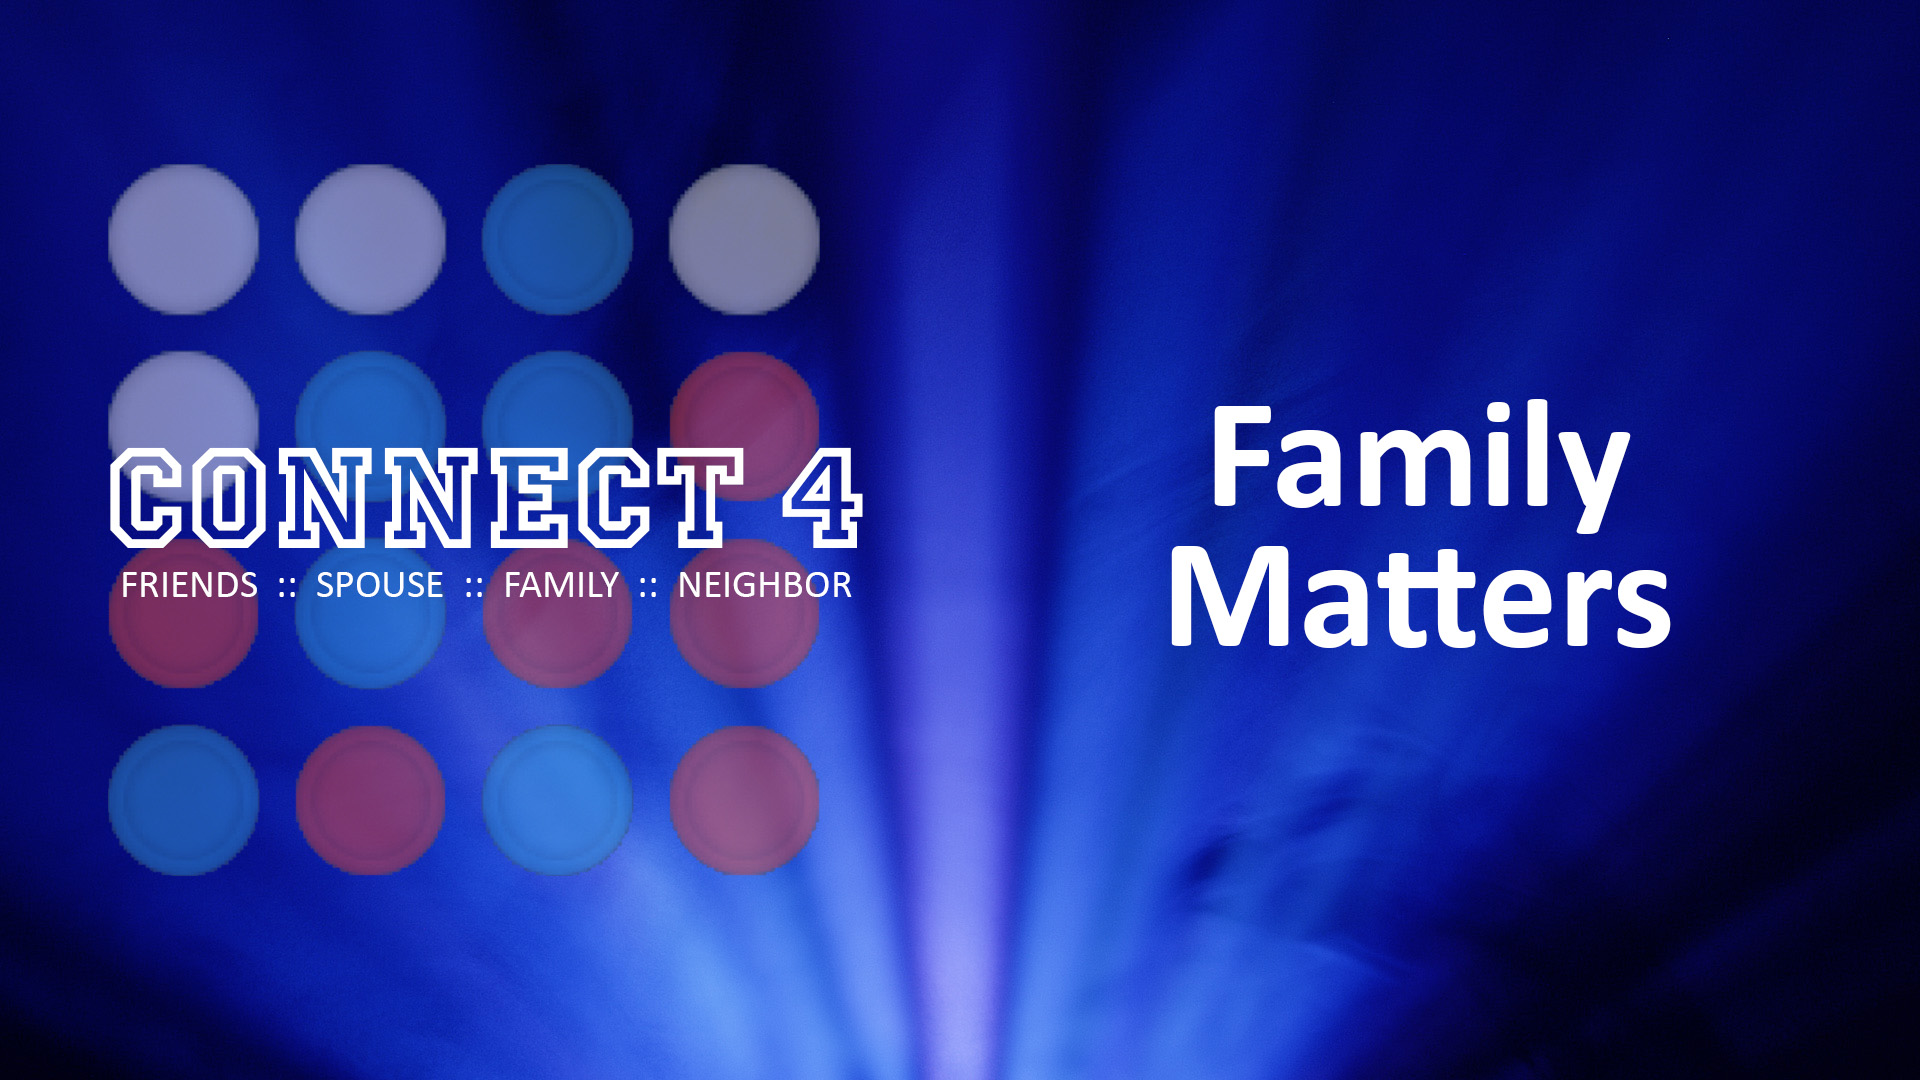 CONNECT 4
FRIENDS :: SPOUSE :: FAMILY :: NEIGHBOR
Family
Matters